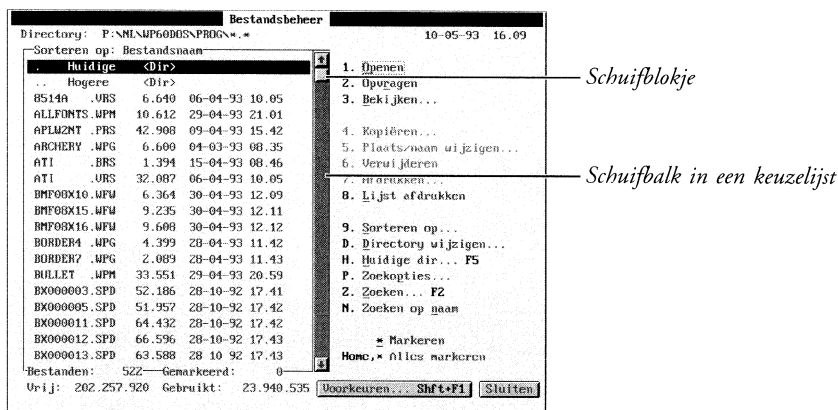 Bestandsbeheer
Directory: P:\NL\WP60DOS\PROG\*.* 10-05-93 16.09
Sorteren op: Bestandsnaam
. Huidige <Dir>
.. Hogere <Dir>
8514A .VRS 6.640 06-04-93 10.05
ALLFONTS.WPM 10.612 29-04-93 21.01
APLW2NT .PRS 42.908 09-04-93 15.42
ARCHERY .WPG 6.600 04-03-93 08.35
ATI .BRS 1.394 15-04-93 08.46
ATI .VRS 32.087 06-04-93 10.05
BMF08X10.WFW 6.364 30-04-93 12.09
BMF08X15.WFW 9.235 30-04-93 12.11
BMF08X16.WFW 9.608 30-04-93 12.12
BORDER4 .WPG 4.399 28-04-93 11.42
BORDER7 .WPG 2.089 28-04-93 11.43
BULLET .WPM 33.551 29-04-93 20.59
BX000003.SPD 52.186 28-10-92 17.41
BX000005.SPD 51.957 28-10-92 17.42
BX000011.SPD 64.432 28-10-92 17.42
BX000012.SPD 66.596 28-10-92 17.43
BX000013.SPD 63.588 28 10 92 17.43
Bestanden: 522 Gemarkeerd: 0
Vrij: 202.257.920 Gebruikt: 23.940.535
1. Openen
2. Opvragen
3. Bekijken...
4. Kopiëren...
5. Plaats/naam wijzigen...
6. Verwijderen
7. Afdrukken...
8. Lijst afdrukken
9. Sorteren op...
D. Directory wijzigen...
H. Huidige dir... F5
P. Zoekopties...
Z. Zoeken... F2
N. Zoeken op naam
* Markeren
Home,* Alles markeren
Voorkeuren... Shft+F1 Sluiten
Schuifblokje
Schuifbalk in een keuzelijst